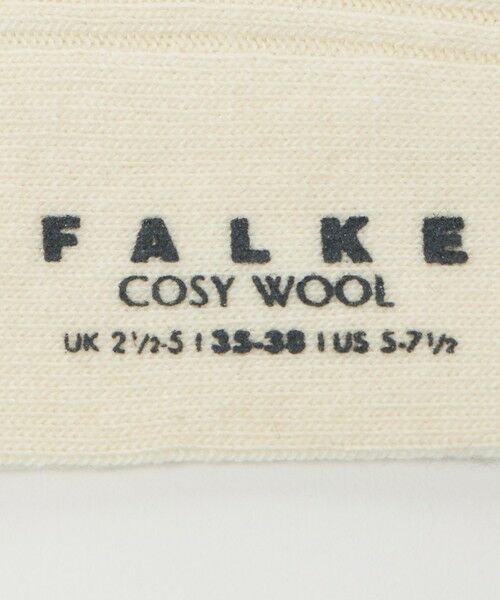 FALKE
COSY WOOL
UK 2½-5 I 35-38 I US 5-7½